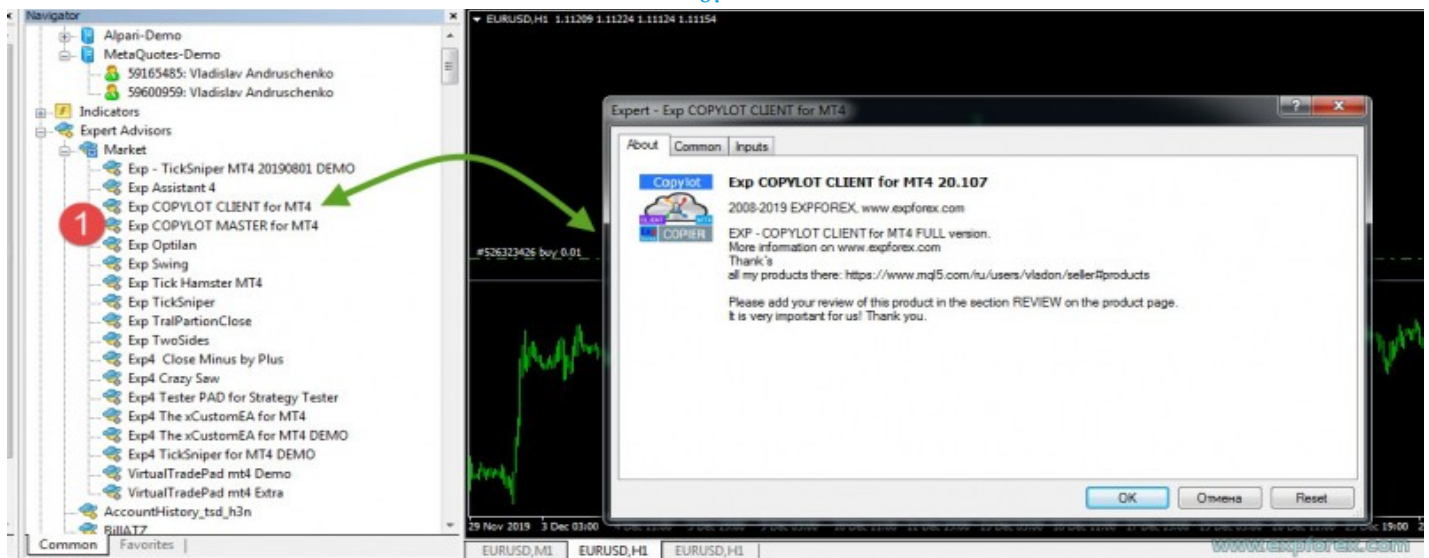 Navigator
Alpari-Demo
MetaQuotes-Demo
59165485: Vladislav Andruschenko
59600959: Vladislav Andruschenko
Indicators
Expert Advisors
Market
Exp - TickSniper MT4 20190801 DEMO
Exp Assistant 4
Exp COPYLOT CLIENT for MT4
1
Exp COPYLOT MASTER for MT4
Exp Optilan
Exp Swing
Exp Tick Hamster MT4
Exp TickSniper
Exp TralPartionClose
Exp TwoSides
Exp4 Close Minus by Plus
Exp4 Crazy Saw
Exp4 Tester PAD for Strategy Tester
Exp4 The xCustomEA for MT4
Exp4 The xCustomEA for MT4 DEMO
Exp4 TickSniper for MT4 DEMO
VirtualTradePad mt4 Demo
VirtualTradePad mt4 Extra
AccountHistory_tsd_h3n
BillATZ
Common Favorites
EURUSD,H1 1.11209 1.11224 1.11124 1.11154
#526323426 buy 0.01
Expert - Exp COPYLOT CLIENT for MT4
About Common Inputs
Copylot
CLIENT MT4
COPIER
Exp COPYLOT CLIENT for MT4 20.107
2008-2019 EXPFOREX, www.expforex.com
EXP - COPYLOT CLIENT for MT4 FULL version.
More information on www.expforex.com
Thank's
all my products there: https://www.mql5.com/ru/users/vladon/seller#products
Please add your review of this product in the section REVIEW on the product page.
It is very important for us! Thank you.
OK Отмена Reset
29 Nov 2019 3 Dec 03:00
EURUSD,M1 EURUSD,H1 EURUSD,H1
www.expforex.com